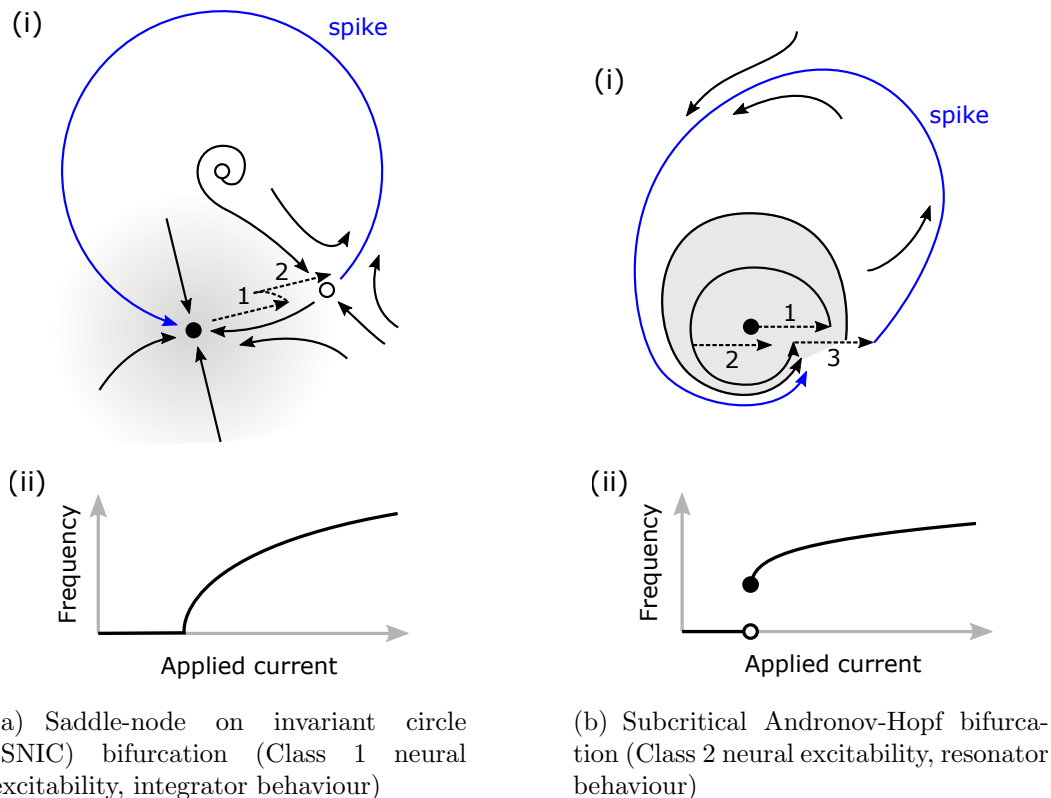 (i)
spike
1
2
(ii)
Frequency
Applied current
a) Saddle-node on invariant circle
SNIC) bifurcation (Class 1 neural
excitability, integrator behaviour)
(i)
spike
1
2
3
(ii)
Frequency
Applied current
(b) Subcritical Andronov-Hopf bifurca-
tion (Class 2 neural excitability, resonator
behaviour)